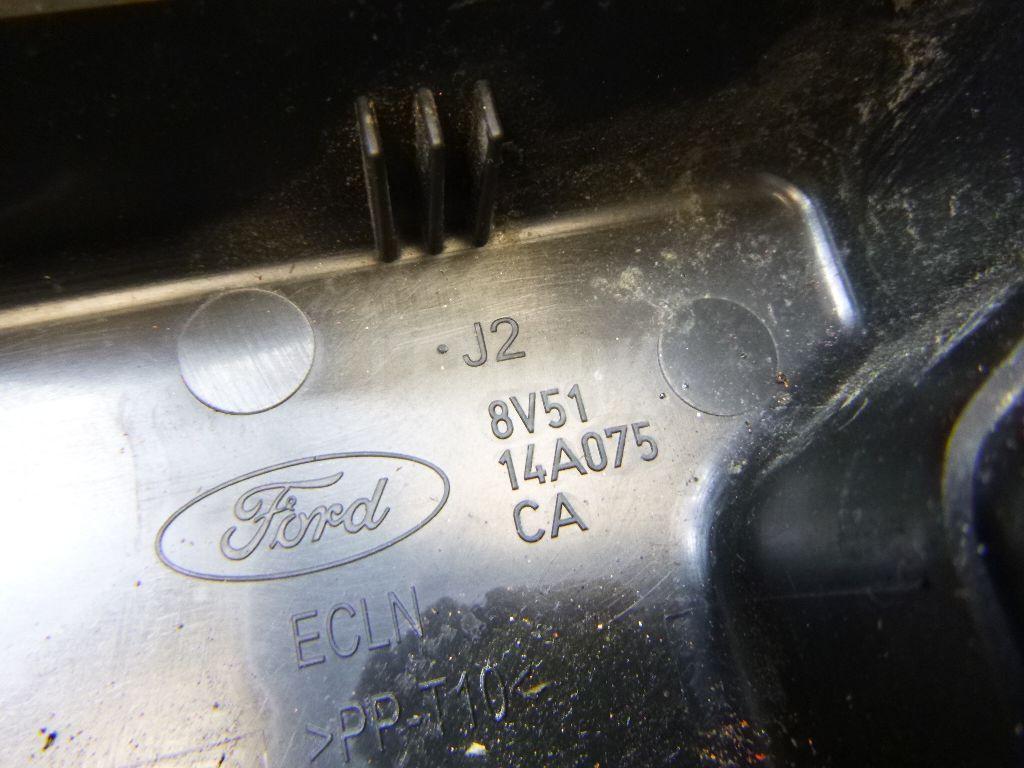 J2
8V51
14A075
CA
Ford
ECLN
>PP-T10<